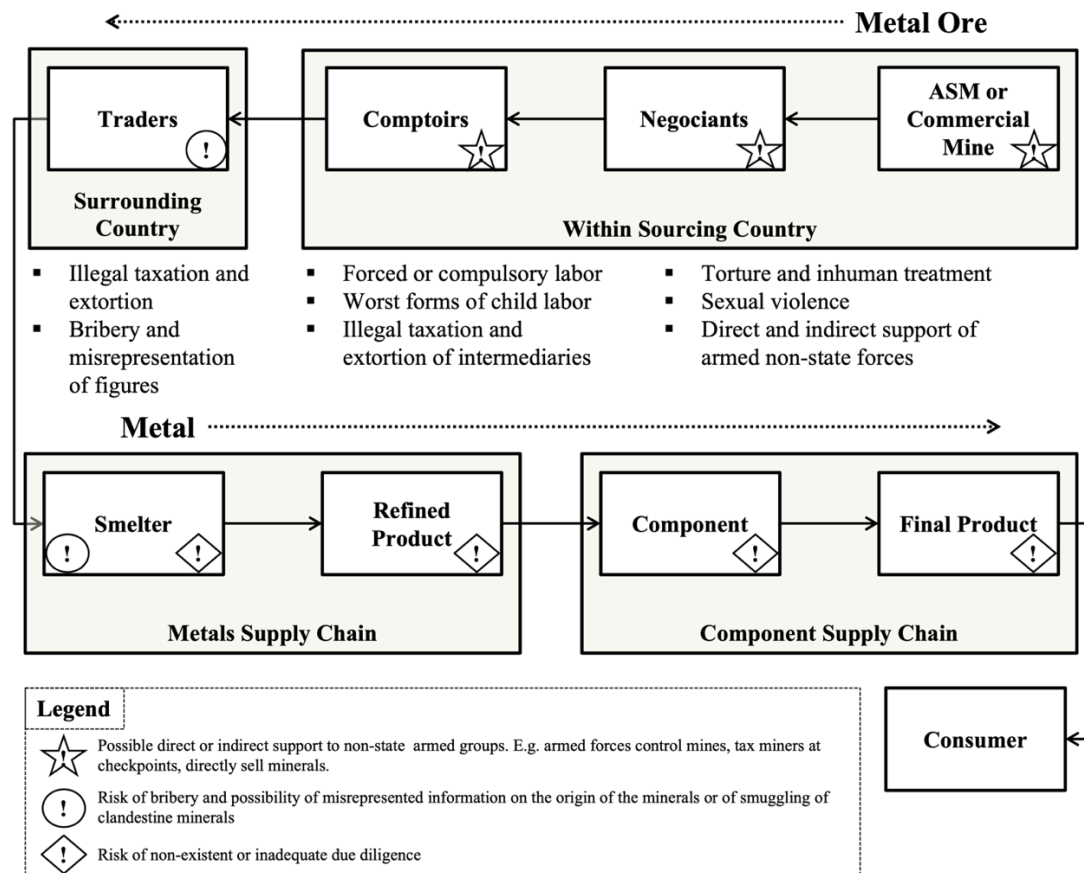 Metal Ore
Traders
!
Comptoirs
!
Negociants
!
ASM or
Commercial
Mine
!
Surrounding
Country
Within Sourcing Country
▪ Illegal taxation and
extortion
▪ Bribery and
misrepresentation
of figures
▪ Forced or compulsory labor
▪ Worst forms of child labor
▪ Illegal taxation and
extortion of intermediaries
▪ Torture and inhuman treatment
▪ Sexual violence
▪ Direct and indirect support of
armed non-state forces
Metal
Smelter
!
!
Refined
Product
!
Component
!
Final Product
!
Metals Supply Chain
Component Supply Chain
Legend
! Possible direct or indirect support to non-state armed groups. E.g. armed forces control mines, tax miners at
checkpoints, directly sell minerals.
! Risk of bribery and possibility of misrepresented information on the origin of the minerals or of smuggling of
clandestine minerals
! Risk of non-existent or inadequate due diligence
Consumer